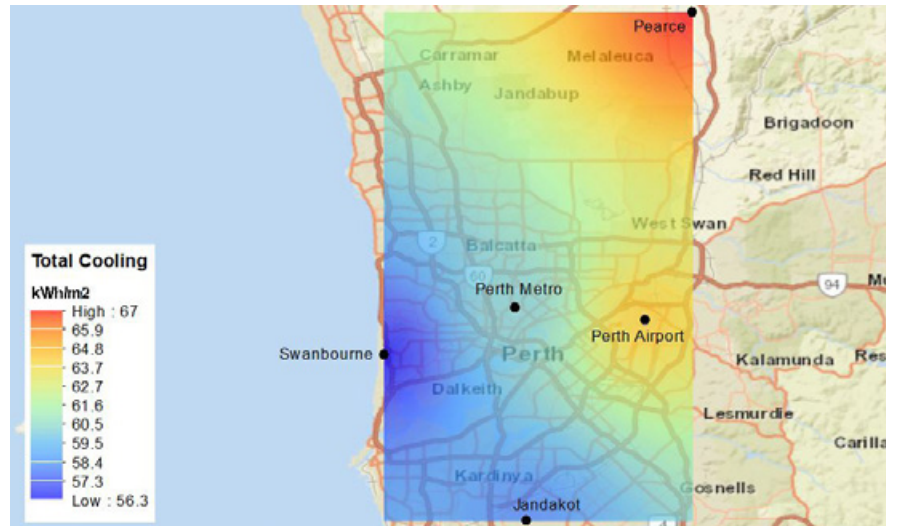 Pearce
Carramar
Melaleuca
Ashby
Jandabup
Brigadoon
Red Hill
West Swan
2
Balcatta
60
94
Perth Metro
Perth Airport
Swanbourne
Perth
Kalamunda
Dalkeith
Lesmurdie
Kardinya
Gosnells
Jandakot
4
Total Cooling
kWh/m2
High : 67
65.9
64.8
63.7
62.7
61.6
60.5
59.5
58.4
57.3
Low : 56.3